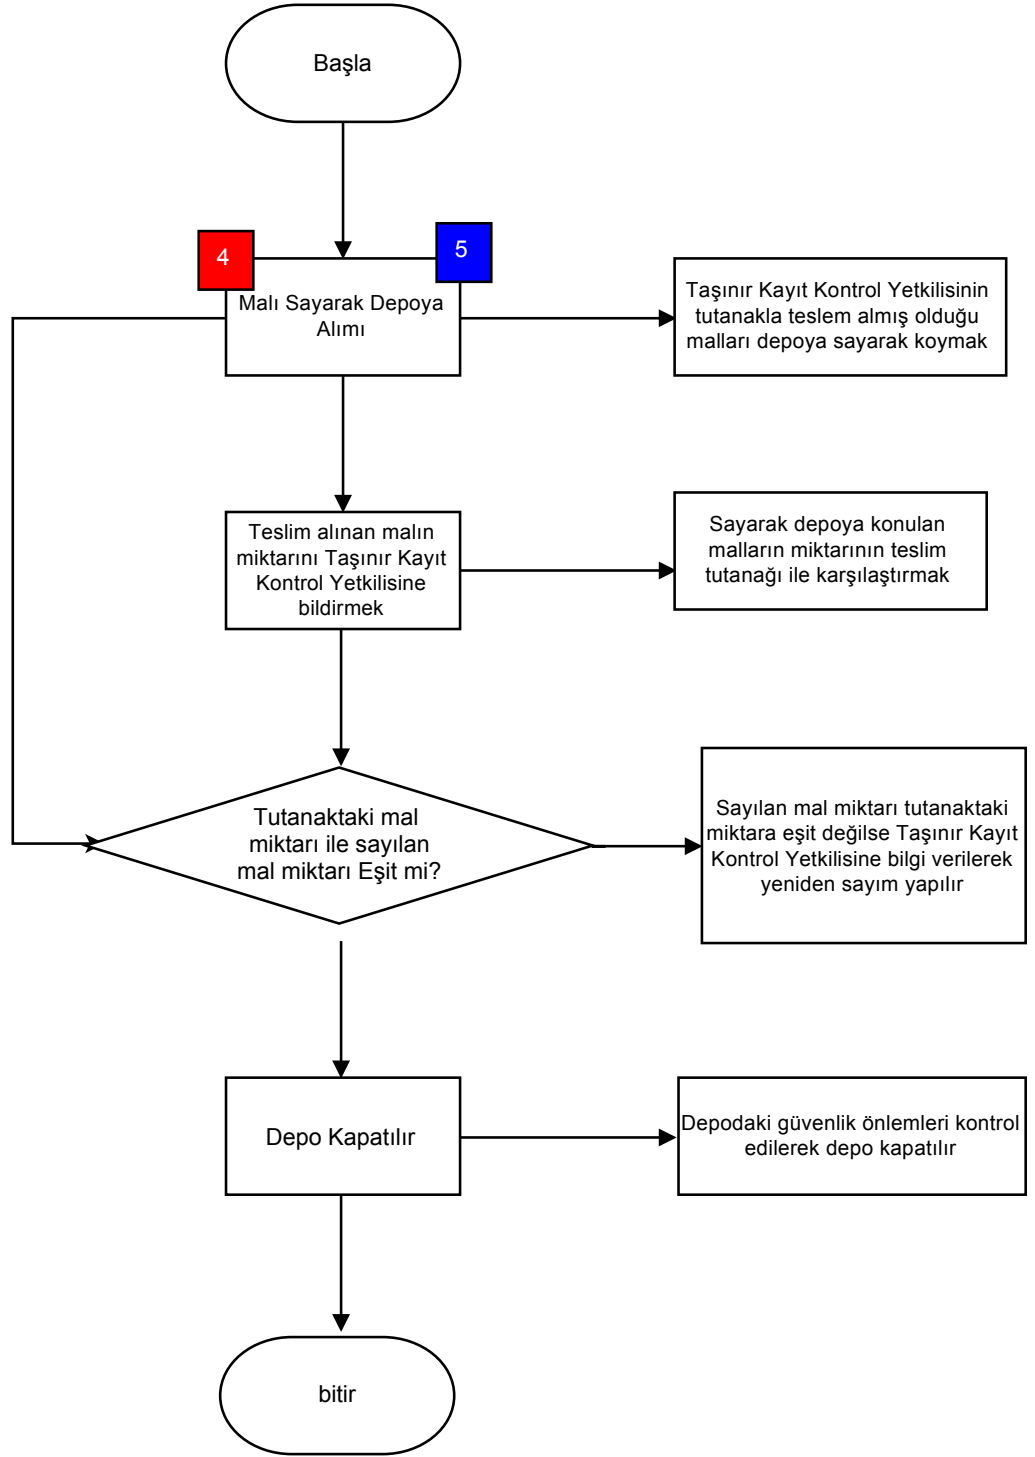 Başla
4
5
Malı Sayarak Depoya
Alımı
Taşınır Kayıt Kontrol Yetkilisinin
tutanakla teslem almış olduğu
malları depoya sayarak koymak
Teslim alınan malın
miktarını Taşınır Kayıt
Kontrol Yetkilisine
bildirmek
Sayarak depoya konulan
malların miktarının teslim
tutanağı ile karşılaştırmak
Tutanaktaki mal
miktarı ile sayılan
mal miktarı Eşit mi?
Sayılan mal miktarı tutanaktaki
miktara eşit değilse Taşınır Kayıt
Kontrol Yetkilisine bilgi verilerek
yeniden sayım yapılır
Depo Kapatılır
Depodaki güvenlik önlemleri kontrol
edilerek depo kapatılır
bitir